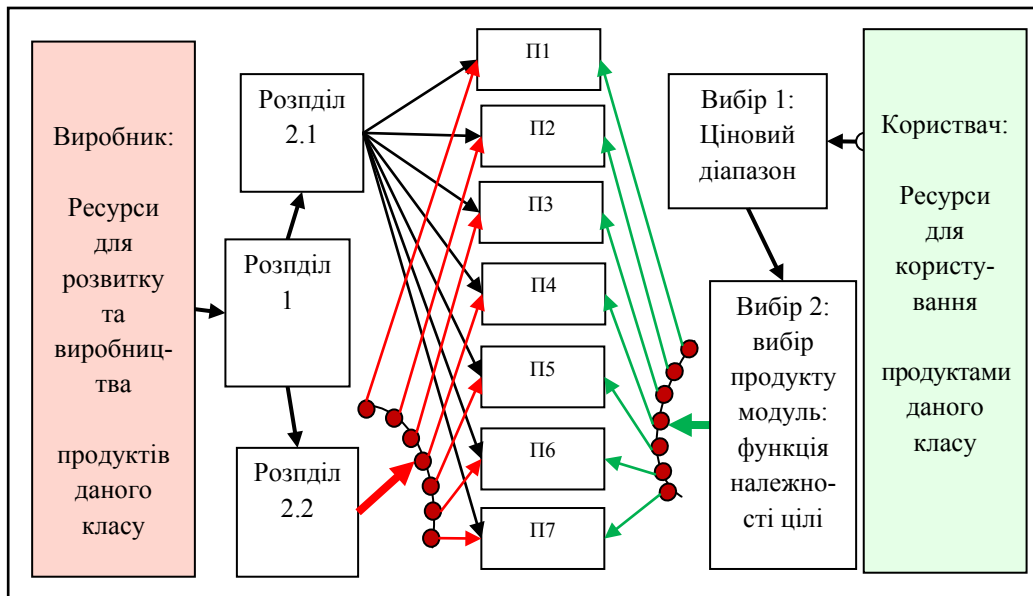 Виробник:
Ресурси
для
розвитку
та
виробниц-
тва
продуктів
даного
класу
Розпділ
2.1
Розпділ
1
Розпділ
2.2
П1
П2
П3
П4
П5
П6
П7
Вибір 1:
Ціновий
діапазон
Вибір 2:
вибір
продукту
модуль:
функція
належно-
сті цілі
Користвач:
Ресурси
для
користу-
вання
продуктами
даного
класу